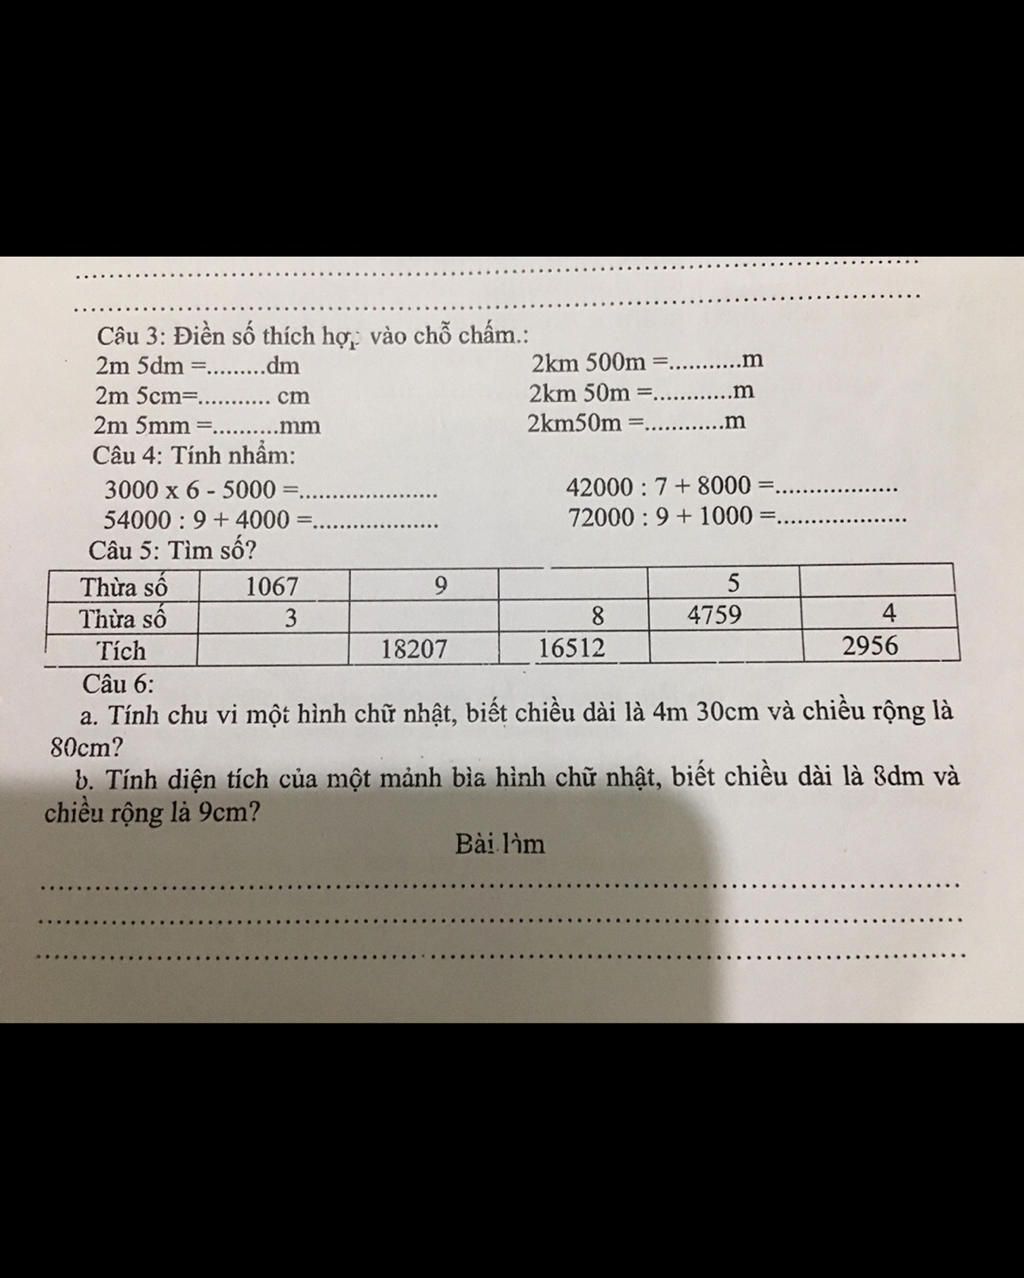 Câu 3: Điền số thích hợp vào chỗ chấm.:
2m 5dm =.........dm 2km 500m =...........m
2m 5cm=........... cm 2km 50m =............m
2m 5mm =..........mm 2km50m =............m
Câu 4: Tính nhẩm:
3000 x 6 - 5000 =..................... 42000 : 7 + 8000 =..................
54000 : 9 + 4000 =................... 72000 : 9 + 1000 =...................
Câu 5: Tìm số?
Thừa số 1067 9 5
Thừa số 3 8 4759 4
Tích 18207 16512 2956
Câu 6:
a. Tính chu vi một hình chữ nhật, biết chiều dài là 4m 30cm và chiều rộng là
80cm?
b. Tính diện tích của một mảnh bìa hình chữ nhật, biết chiều dài là 8dm và
chiều rộng là 9cm?
Bài làm